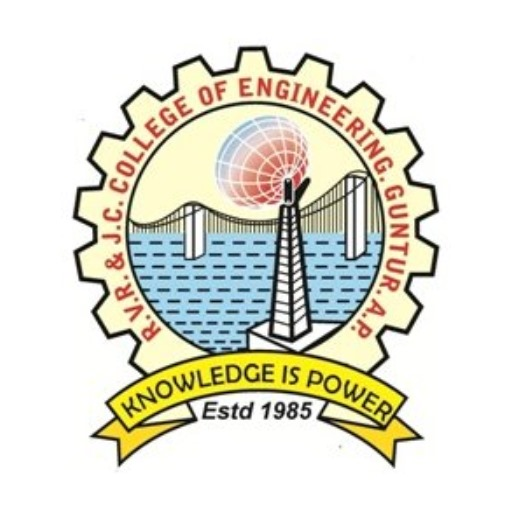 R.V.R. & J.C. COLLEGE OF ENGINEERING. GUNTUR. A.P.
KNOWLEDGE IS POWER
Estd 1985